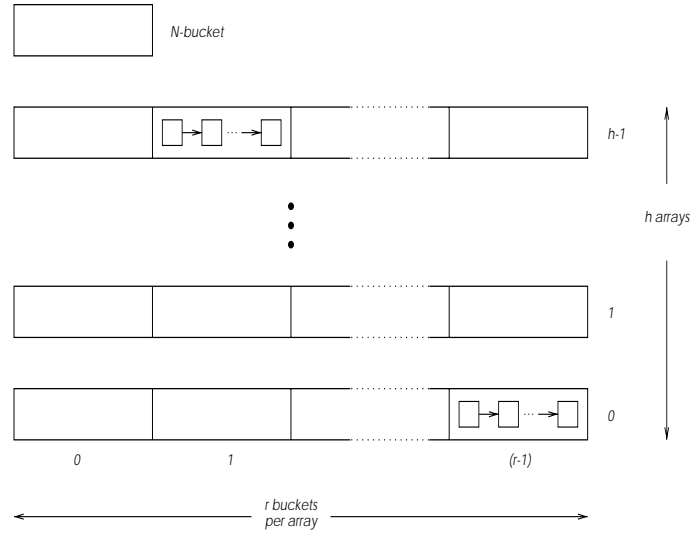 N-bucket
h-1
h arrays
1
0
0
1
(r-1)
r buckets
per array